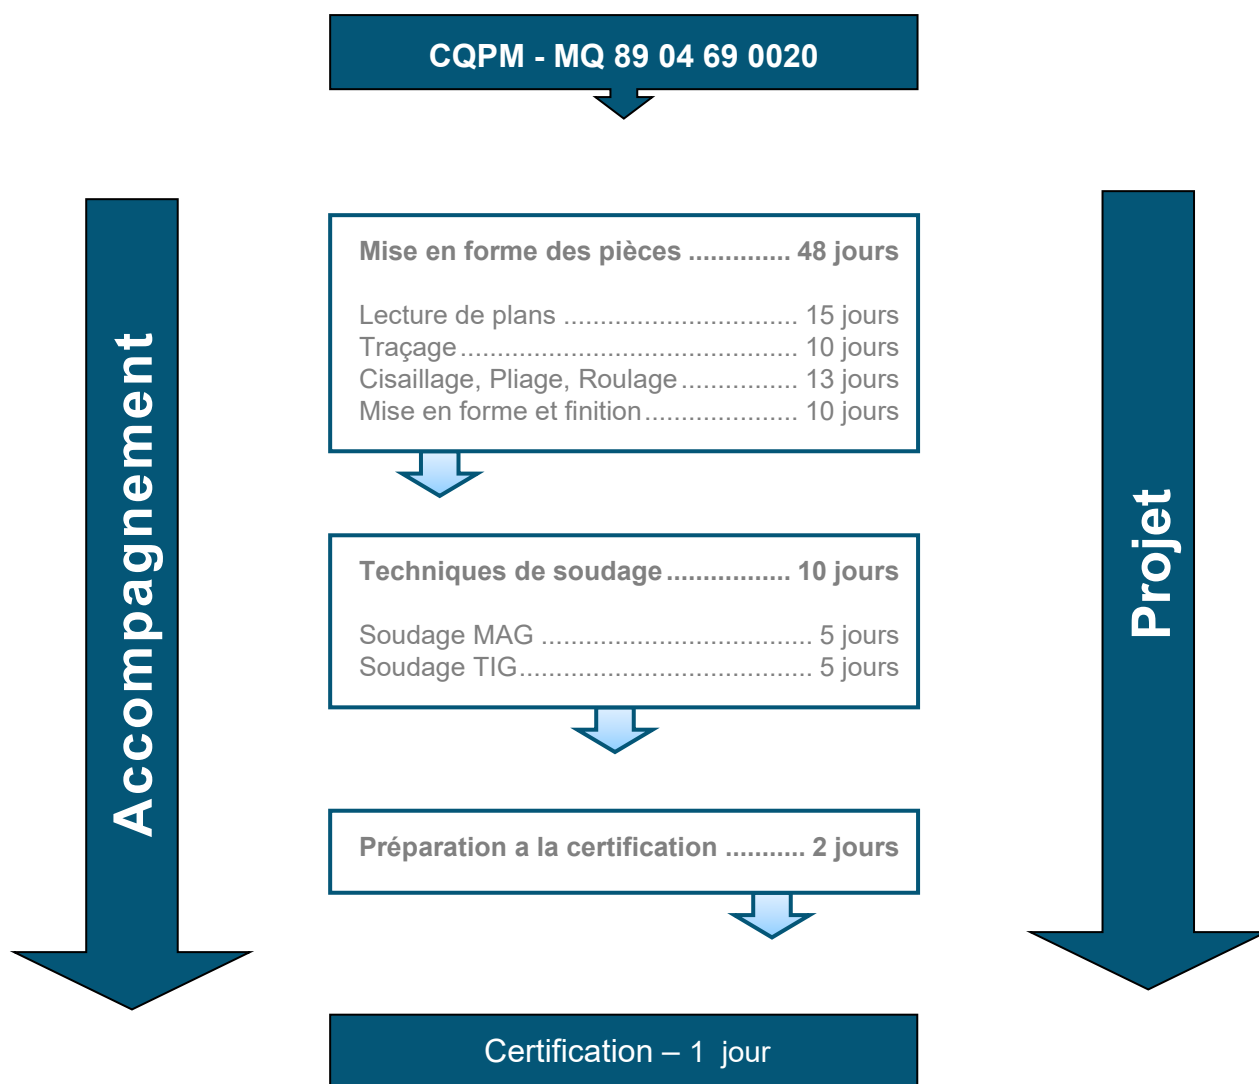 CQPM - MQ 89 04 69 0020
Accompagnement
Mise en forme des pièces .............. 48 jours
Lecture de plans ................................ 15 jours
Traçage.............................................. 10 jours
Cisaillage, Pliage, Roulage................ 13 jours
Mise en forme et finition..................... 10 jours
Techniques de soudage................. 10 jours
Soudage MAG ..................................... 5 jours
Soudage TIG........................................ 5 jours
Préparation a la certification ........... 2 jours
Projet
Certification – 1 jour